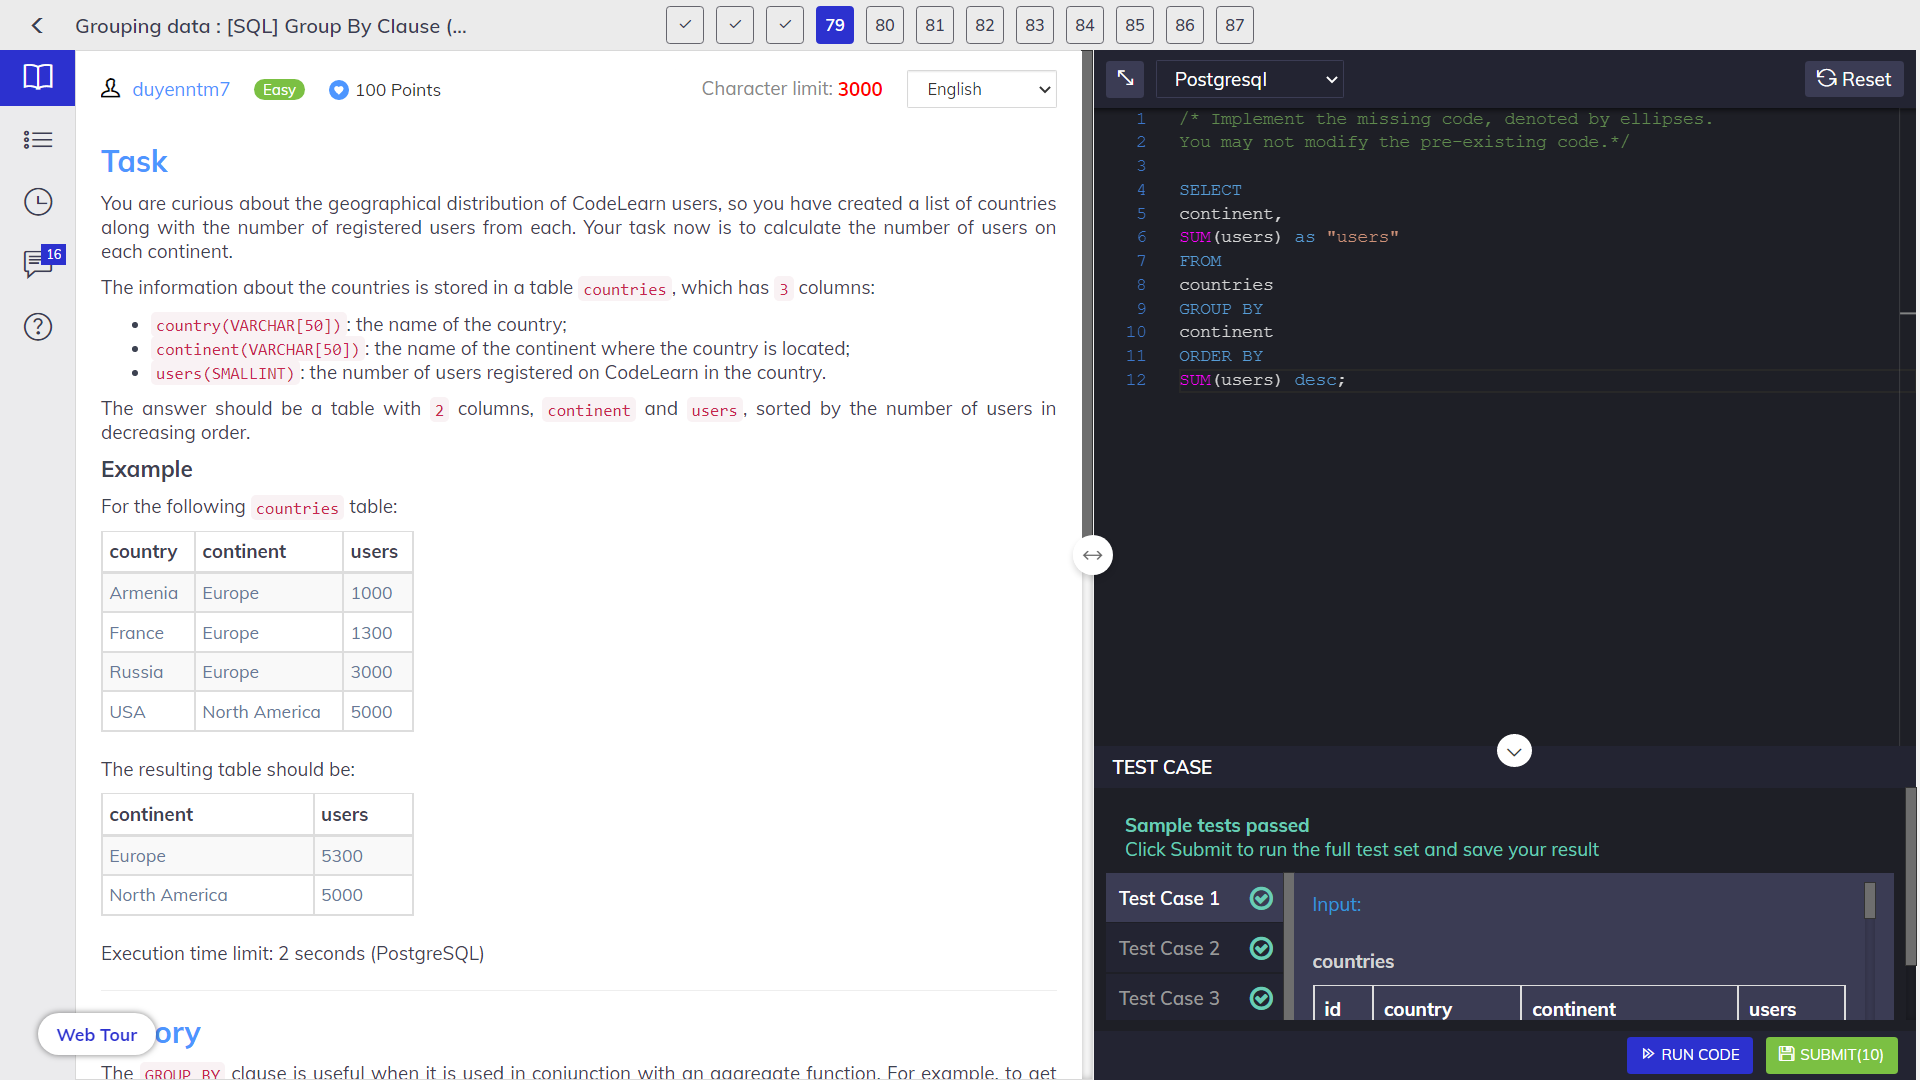 Grouping data : [SQL] Group By Clause (...
79 80 81 82 83 84 85 86 87
duyenntm7 Easy 100 Points Character limit: 3000 English
Task
You are curious about the geographical distribution of CodeLearn users, so you have created a list of countries
along with the number of registered users from each. Your task now is to calculate the number of users on
each continent.
The information about the countries is stored in a table countries, which has 3 columns:
country(VARCHAR[50]): the name of the country;
continent(VARCHAR[50]): the name of the continent where the country is located;
users(SMALLINT): the number of users registered on CodeLearn in the country.
The answer should be a table with 2 columns, continent and users, sorted by the number of users in
decreasing order.
Example
For the following countries table:
country continent users
Armenia Europe 1000
France Europe 1300
Russia Europe 3000
USA North America 5000
The resulting table should be:
continent users
Europe 5300
North America 5000
Execution time limit: 2 seconds (PostgreSQL)
ory
The GROUP BY clause is useful when it is used in conjunction with an aggregate function. For example, to get
16
Web Tour
Postgresql Reset
1 /* Implement the missing code, denoted by ellipses.
2 You may not modify the pre-existing code.*/
3
4 SELECT
5 continent,
6 SUM(users) as "users"
7 FROM
8 countries
9 GROUP BY
10 continent
11 ORDER BY
12 SUM(users) desc;
TEST CASE
Sample tests passed
Click Submit to run the full test set and save your result
Test Case 1
Test Case 2
Test Case 3
Input:
countries
id country continent users
RUN CODE SUBMIT(10)